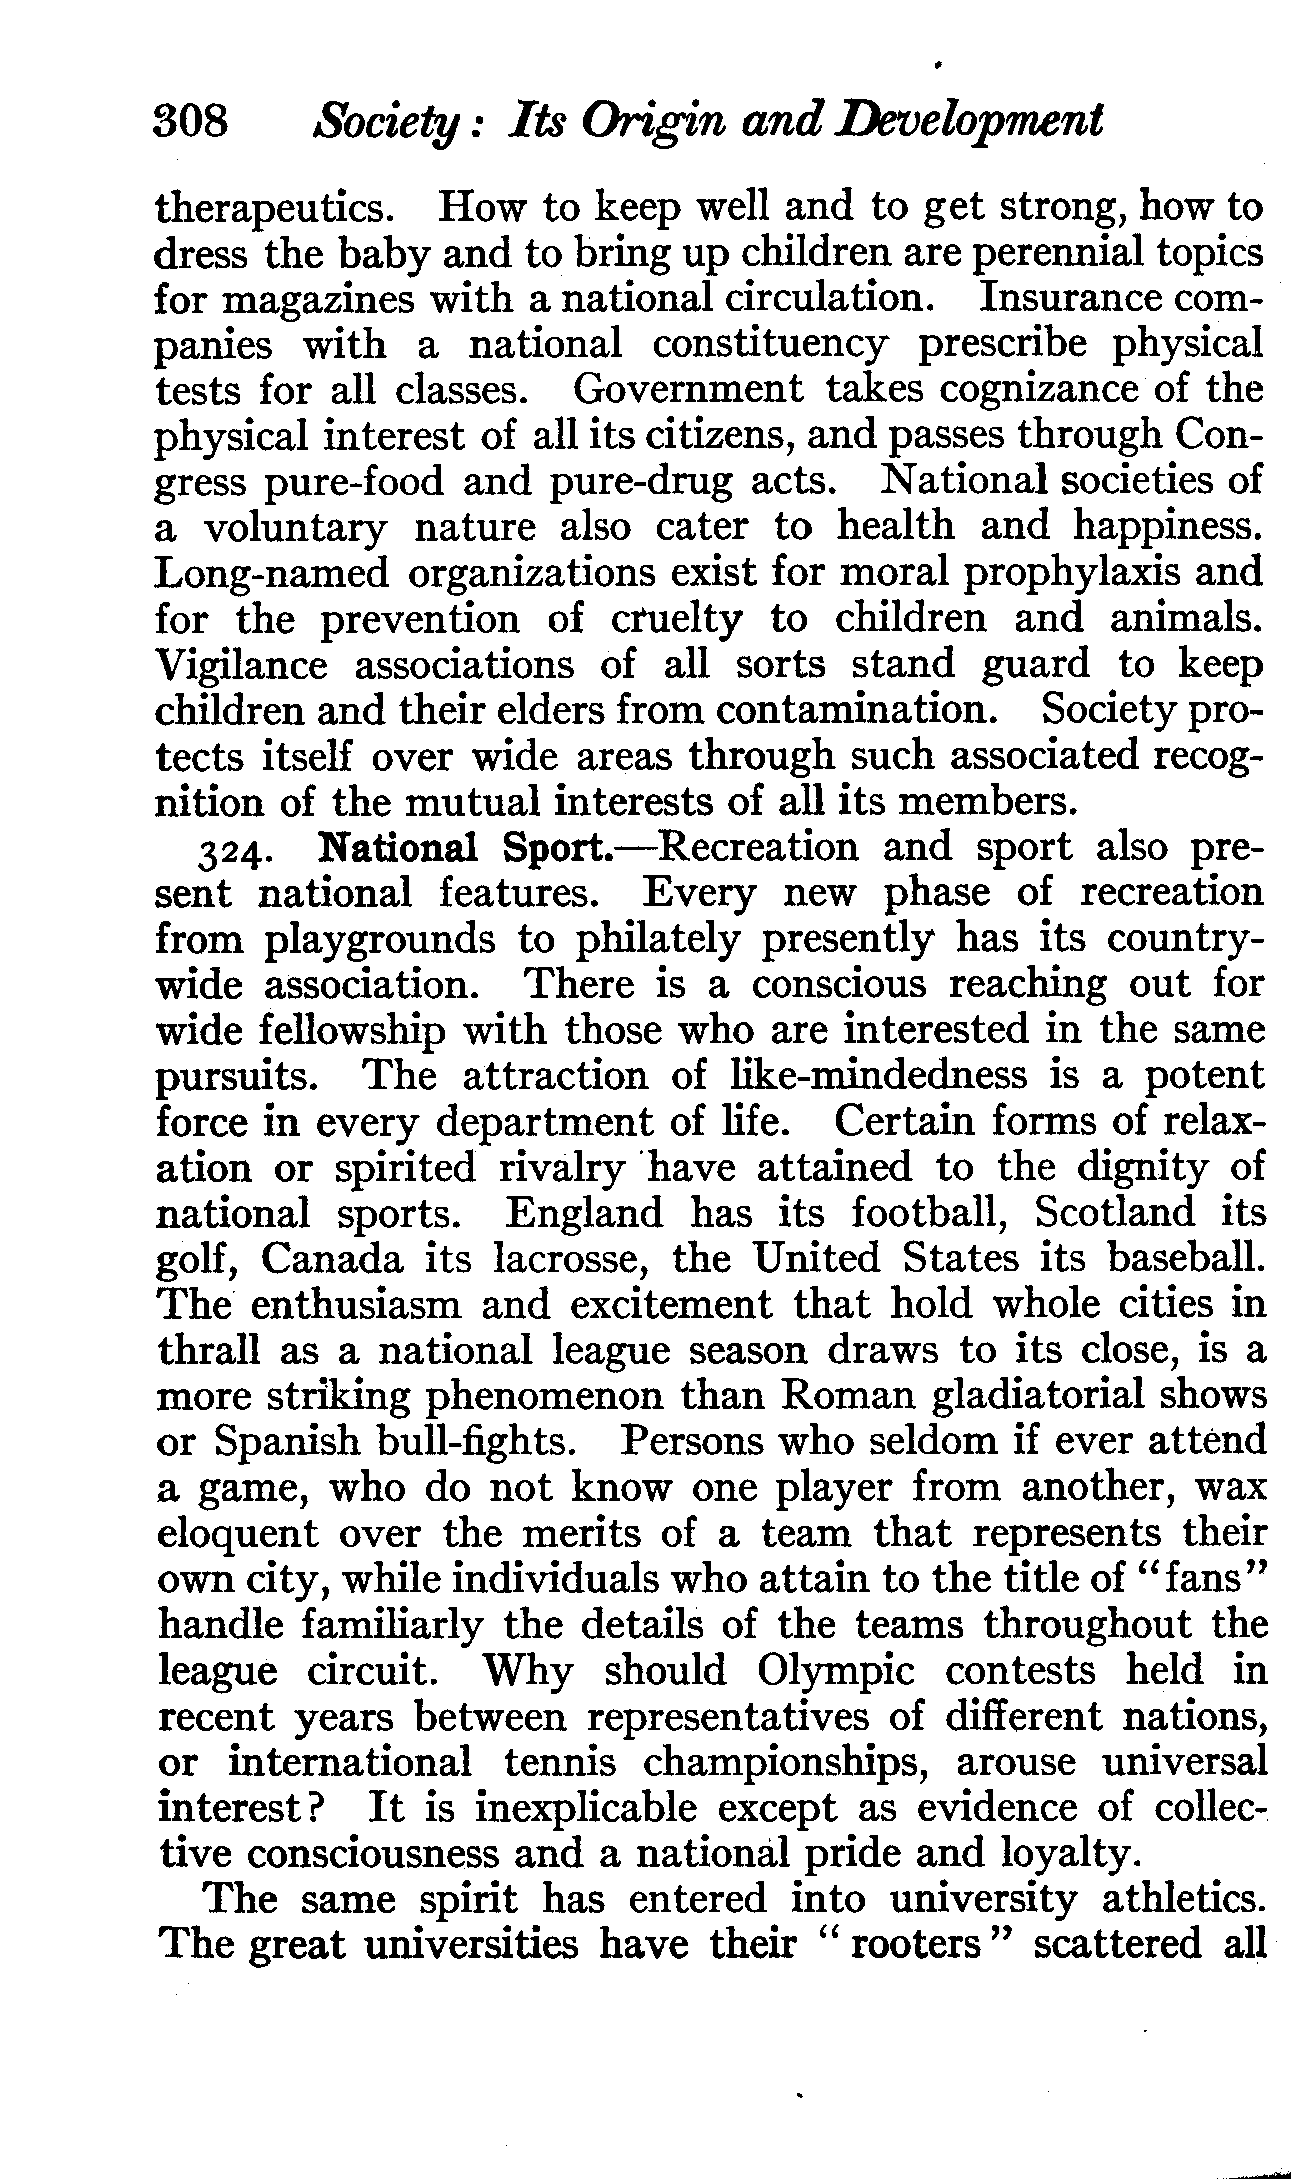 308 Society: Its Origin and Development
therapeutics. How to keep well and to get strong, how to
dress the baby and to bring up children are perennial topics
for magazines with a national circulation. Insurance com-
panies with a national constituency prescribe physical
tests for all classes. Government takes cognizance of the
physical interest of all its citizens, and passes through Con-
gress pure-food and pure-drug acts. National societies of
a voluntary nature also cater to health and happiness.
Long-named organizations exist for moral prophylaxis and
for the prevention of cruelty to children and animals.
Vigilance associations of all sorts stand guard to keep
children and their elders from contamination. Society pro-
tects itself over wide areas through such associated recog-
nition of the mutual interests of all its members.
324. National Sport.—Recreation and sport also pre-
sent national features. Every new phase of recreation
from playgrounds to philately presently has its country-
wide association. There is a conscious reaching out for
wide fellowship with those who are interested in the same
pursuits. The attraction of like-mindedness is a potent
force in every department of life. Certain forms of relax-
ation or spirited rivalry have attained to the dignity of
national sports. England has its football, Scotland its
golf, Canada its lacrosse, the United States its baseball.
The enthusiasm and excitement that hold whole cities in
thrall as a national league season draws to its close, is a
more striking phenomenon than Roman gladiatorial shows
or Spanish bull-fights. Persons who seldom if ever attend
a game, who do not know one player from another, wax
eloquent over the merits of a team that represents their
own city, while individuals who attain to the title of "fans"
handle familiarly the details of the teams throughout the
league circuit. Why should Olympic contests held in
recent years between representatives of different nations,
or international tennis championships, arouse universal
interest? It is inexplicable except as evidence of collec-
tive consciousness and a national pride and loyalty.
The same spirit has entered into university athletics.
The great universities have their "rooters" scattered all